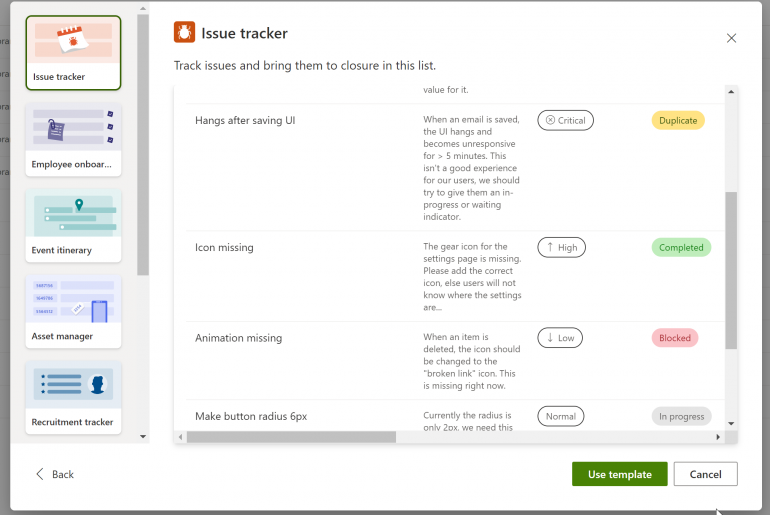 Issue tracker
Employee onboar...
Event itinerary
Asset manager
Recruitment tracker
Issue tracker
Track issues and bring them to closure in this list.
value for it.
Hangs after saving UI
When an email is saved,
the UI hangs and
becomes unresponsive
for > 5 minutes. This
isn't a good experience
for our users, we should
try to give them an in-
progress or waiting
indicator.
Critical
Duplicate
Icon missing
The gear icon for the
settings page is missing.
Please add the correct
icon, else users will not
know where the settings
are...
High
Completed
Animation missing
When an item is
deleted, the icon should
be changed to the
"broken link" icon. This
is missing right now.
Low
Blocked
Make button radius 6px
Currently the radius is
only 2px, we need this
Normal
In progress
Back
Use template
Cancel